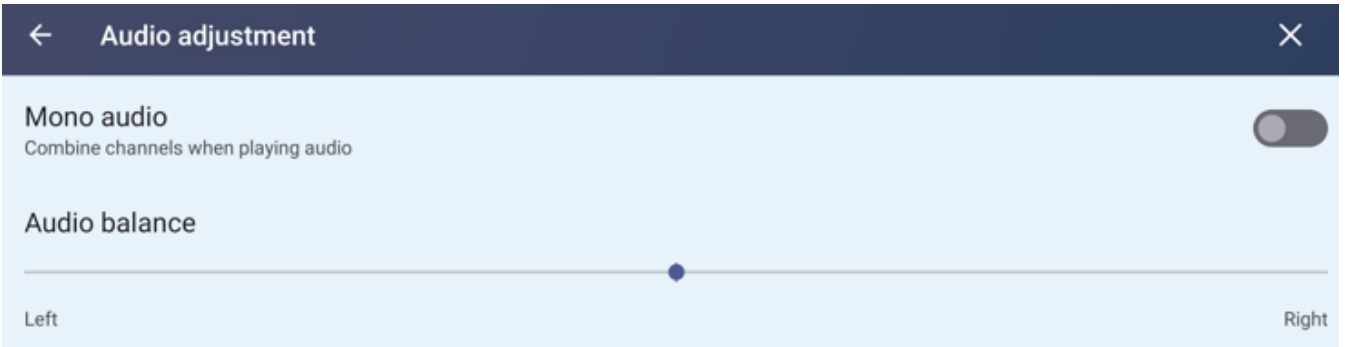 Audio adjustment
Mono audio
Combine channels when playing audio
Audio balance
Left Right